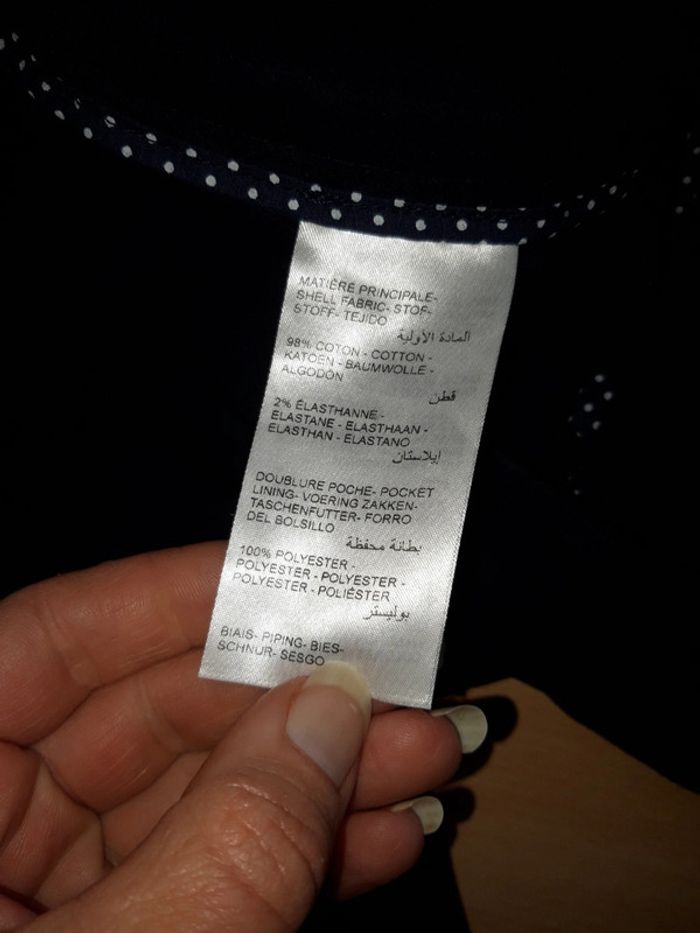 MATIÈRE PRINCIPALE-
SHELL FABRIC- STOF-
STOFF- TEJIDO
المادة الأولية
98% COTON - COTTON -
KATOEN - BAUMWOLLE -
ALGODÓN
قطن
2% ÉLASTHANNE -
ELASTANE - ELASTHAAN -
ELASTHAN - ELASTANO
إيلاستان
DOUBLURE POCHE- POCKET
LINING- VOERING ZAKKEN-
TASCHENFUTTER- FORRO
DEL BOLSILLO
بطانة محفظة
100% POLYESTER -
POLYESTER - POLYESTER -
POLYESTER - POLIÉSTER
بوليستر
BIAIS- PIPING- BIES-
SCHNUR- SESGO